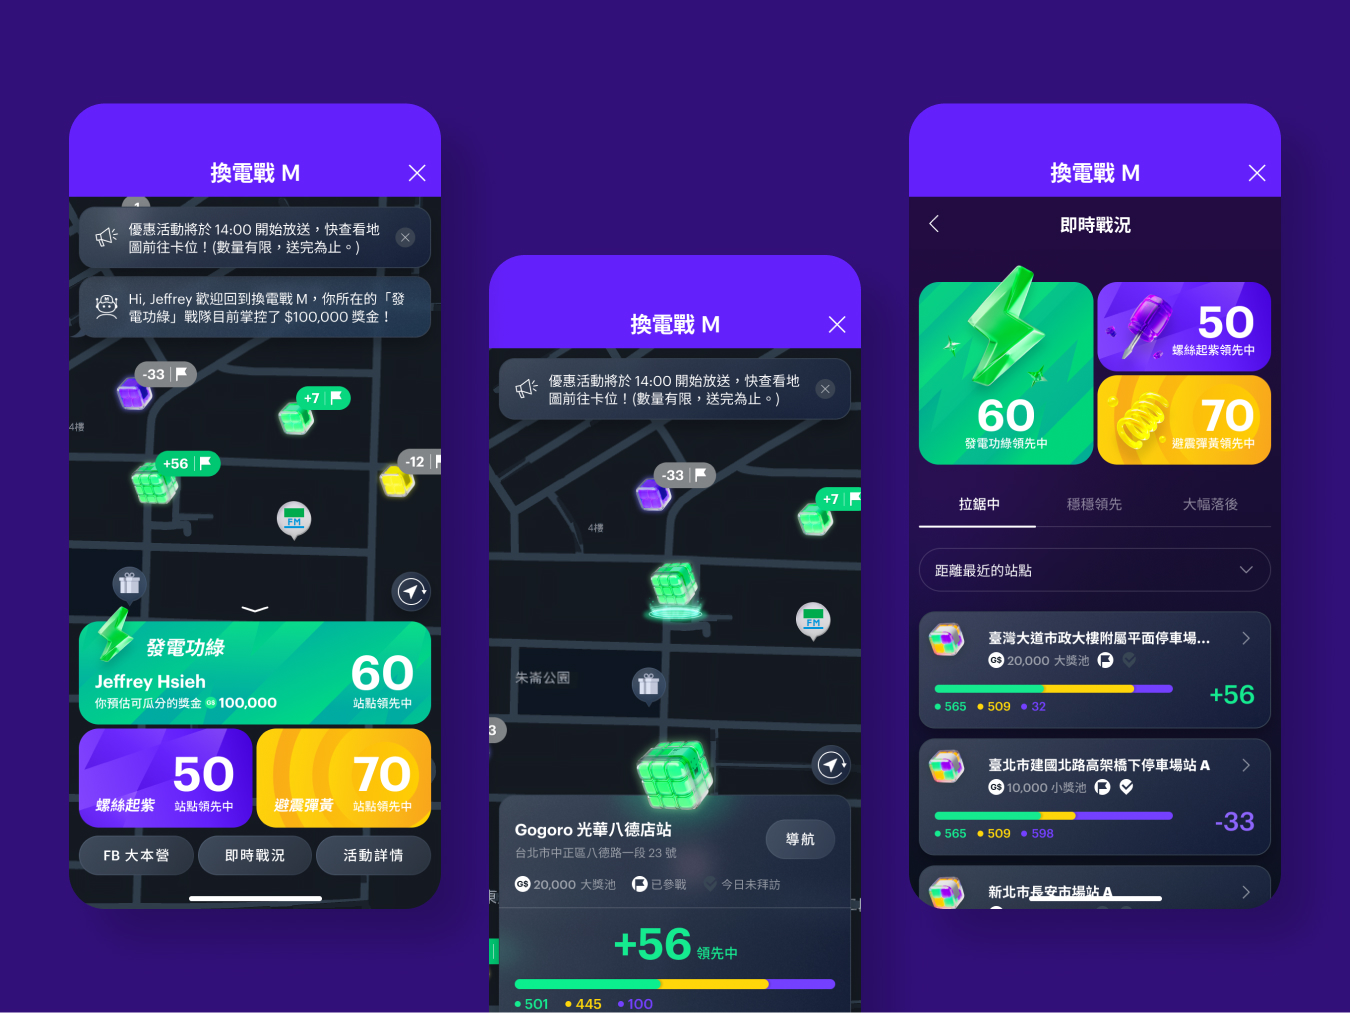 換電戰 M
1
優惠活動將於 14:00 開始放送，快查看地
圖前往卡位！(數量有限，送完為止。)
Hi, Jeffrey 歡迎回到換電戰 M，你所在的「發
電功綠」戰隊目前掌控了 $100,000 獎金！
-33
+7
4樓
+56
-12
FM
發電功綠
Jeffrey Hsieh
你預估可瓜分的獎金 G$ 100,000
60
站點領先中
50
螺絲起紫
站點領先中
70
避震彈黃
站點領先中
FB 大本營
即時戰況
活動詳情
換電戰 M
優惠活動將於 14:00 開始放送，快查看地
圖前往卡位！(數量有限，送完為止。)
-33
+7
4樓
FM
朱崙公園
3
Gogoro 光華八德店站
台北市中正區八德路一段 23 號
導航
G$ 20,000 大獎池
已參戰
今日未拜訪
東
+56 領先中
501
445
100
換電戰 M
即時戰況
60
發電功綠領先中
50
螺絲起紫領先中
70
避震彈黃領先中
拉鋸中
穩穩領先
大幅落後
距離最近的站點
臺灣大道市政大樓附屬平面停車場...
G$ 20,000 大獎池
+56
565
509
32
臺北市建國北路高架橋下停車場站 A
G$ 10,000 小獎池
-33
565
509
598
新北市長安市場站 A